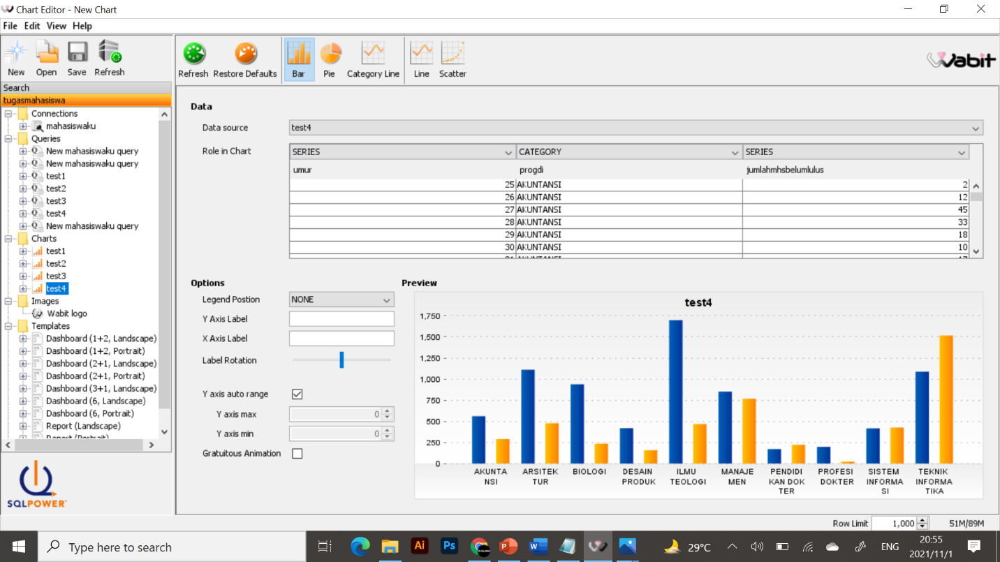 Chart Editor - New Chart
File Edit View Help
New Open Save Refresh
Refresh Restore Defaults Bar Pie Category Line Line Scatter
Wabit
Search
tugasmahasiswa
Connections
mahasiswaku
Queries
New mahasiswaku query
New mahasiswaku query
test1
test2
test3
test4
New mahasiswaku query
Charts
test1
test2
test3
test4
Images
Wabit logo
Templates
Dashboard (1+2, Landscape)
Dashboard (1+2, Portrait)
Dashboard (2+1, Landscape)
Dashboard (2+1, Portrait)
Dashboard (3+1, Landscape)
Dashboard (6, Landscape)
Dashboard (6, Portrait)
Report (Landscape)
Report (Portrait)
SQLPOWER
Data
Data source test4
Role in Chart SERIES CATEGORY SERIES
umur progdi jumlahmhsbelumlulus
25 AKUNTANSI 2
26 AKUNTANSI 12
27 AKUNTANSI 45
28 AKUNTANSI 33
29 AKUNTANSI 18
30 AKUNTANSI 10
Options
Legend Postion NONE
Y Axis Label
X Axis Label
Label Rotation
Y axis auto range
Y axis max 0
Y axis min 0
Gratuitous Animation
Preview
test4
1,750
1,500
1,250
1,000
750
500
250
0
AKUNTA ARSITEK BIOLOGI DESAIN ILMU MANAJE PENDIDI PROFESI SISTEM TEKNIK
NSI TUR PRODUK TEOLOGI MEN KAN DOK DOKTER INFORMA INFORMA
TER SI TIKA
Row Limit 1,000 51M/89M
Type here to search
Ai Ps P W
29°C ENG 20:55
2021/11/1